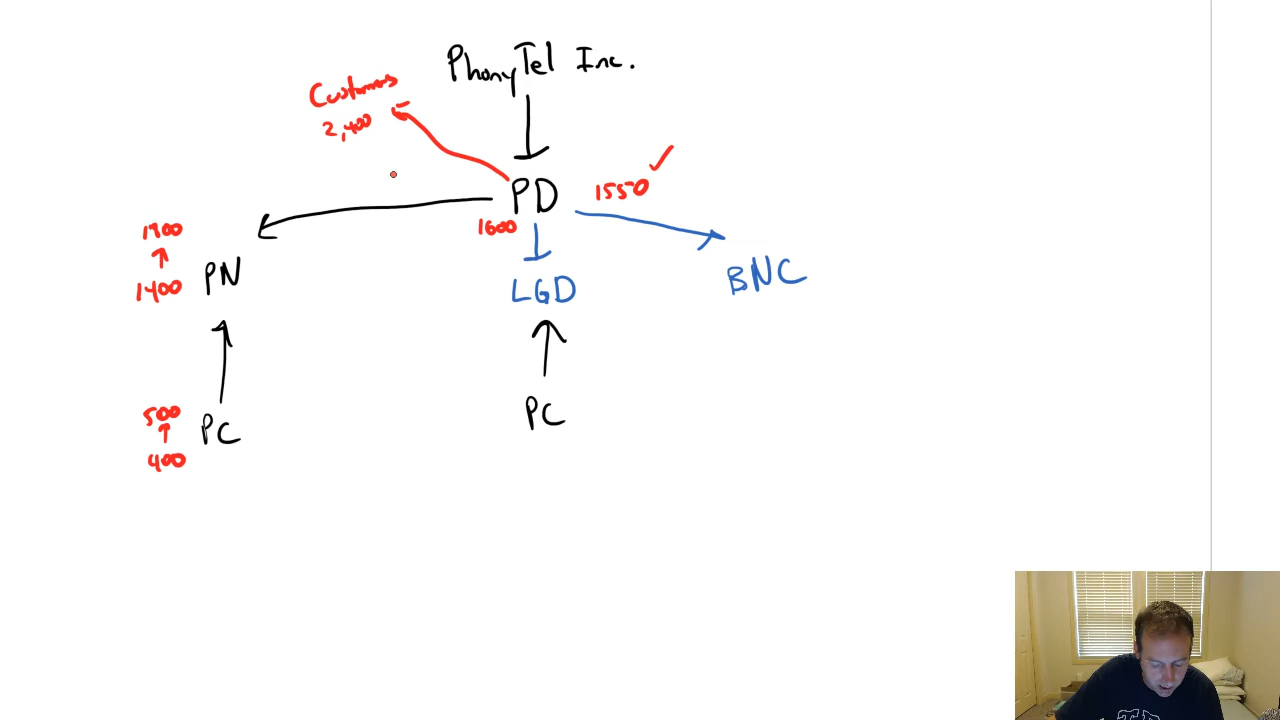 PhonyTel Inc.
Customers
2,400
PD
1550
1600
1900
1400
PN
LGD
BNC
500
400
PC
PC